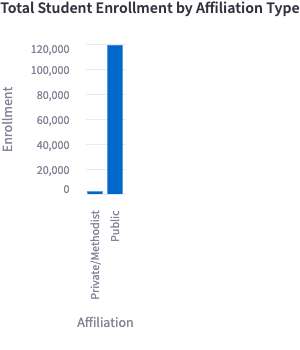 Total Student Enrollment by Affiliation Type
120,000
100,000
80,000
60,000
40,000
20,000
0
Enrollment
Private/Methodist
Public
Affiliation